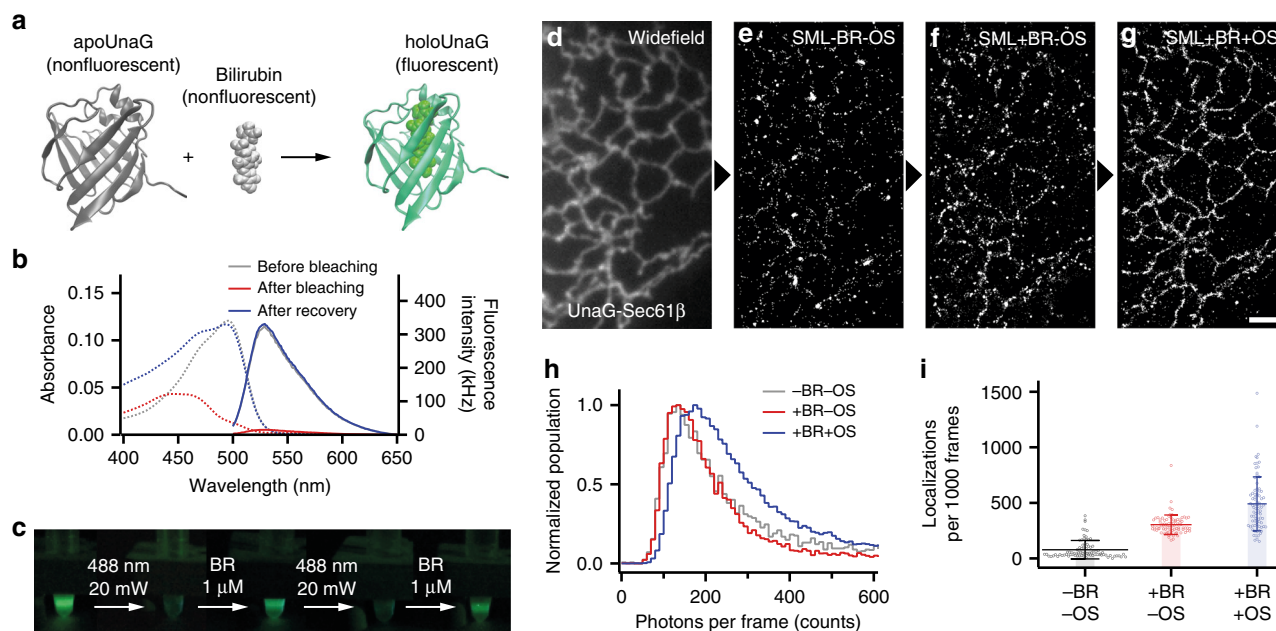 a
apoUnaG
(nonfluorescent)
Bilirubin
(nonfluorescent)
+
holoUnaG
(fluorescent)
b
Before bleaching
After bleaching
After recovery
Absorbance
0.15
0.10
0.05
0.00
400
450
500
550
600
650
Wavelength (nm)
400
300
200
100
0
Fluorescence
intensity (kHz)
c
488 nm
20 mW
BR
1 μM
488 nm
20 mW
BR
1 μM
d
Widefield
UnaG-Sec61β
e
SML-BR-OS
f
SML+BR-OS
g
SML+BR+OS
h
–BR–OS
+BR–OS
+BR+OS
Normalized population
1.0
0.5
0.0
0
200
400
600
Photons per frame (counts)
i
Localizations
per 1000 frames
1500
1000
500
0
–BR
–OS
+BR
–OS
+BR
+OS